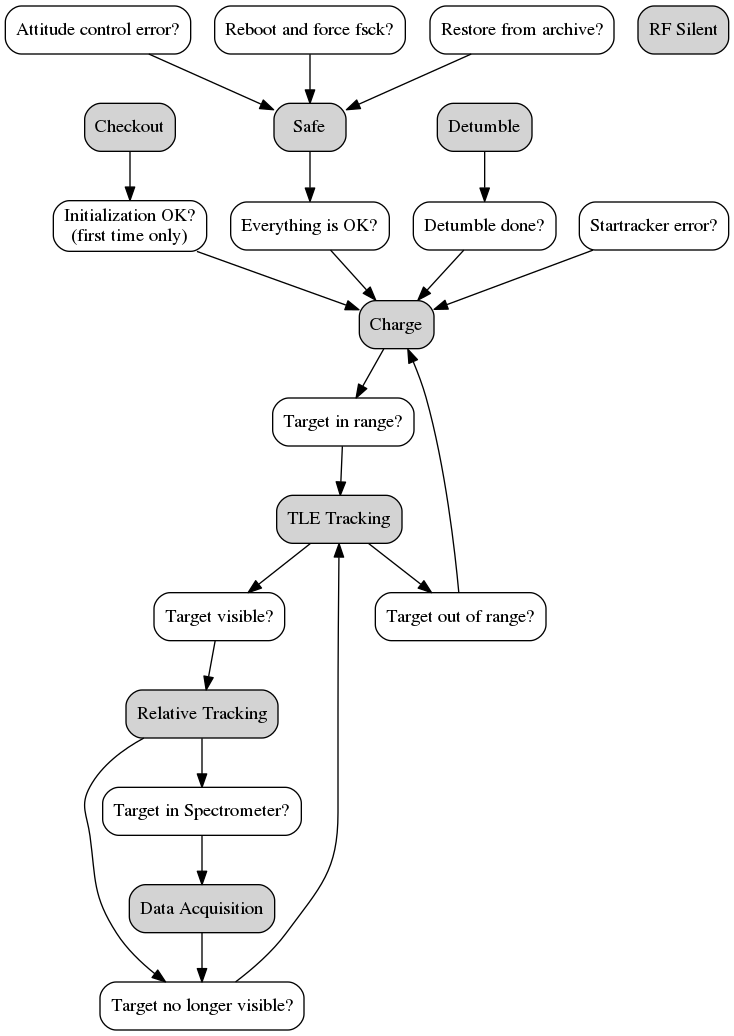 Attitude control error?
Reboot and force fsck?
Restore from archive?
RF Silent
Checkout
Safe
Detumble
Initialization OK?
(first time only)
Everything is OK?
Detumble done?
Startracker error?
Charge
Target in range?
TLE Tracking
Target visible?
Target out of range?
Relative Tracking
Target in Spectrometer?
Data Acquisition
Target no longer visible?